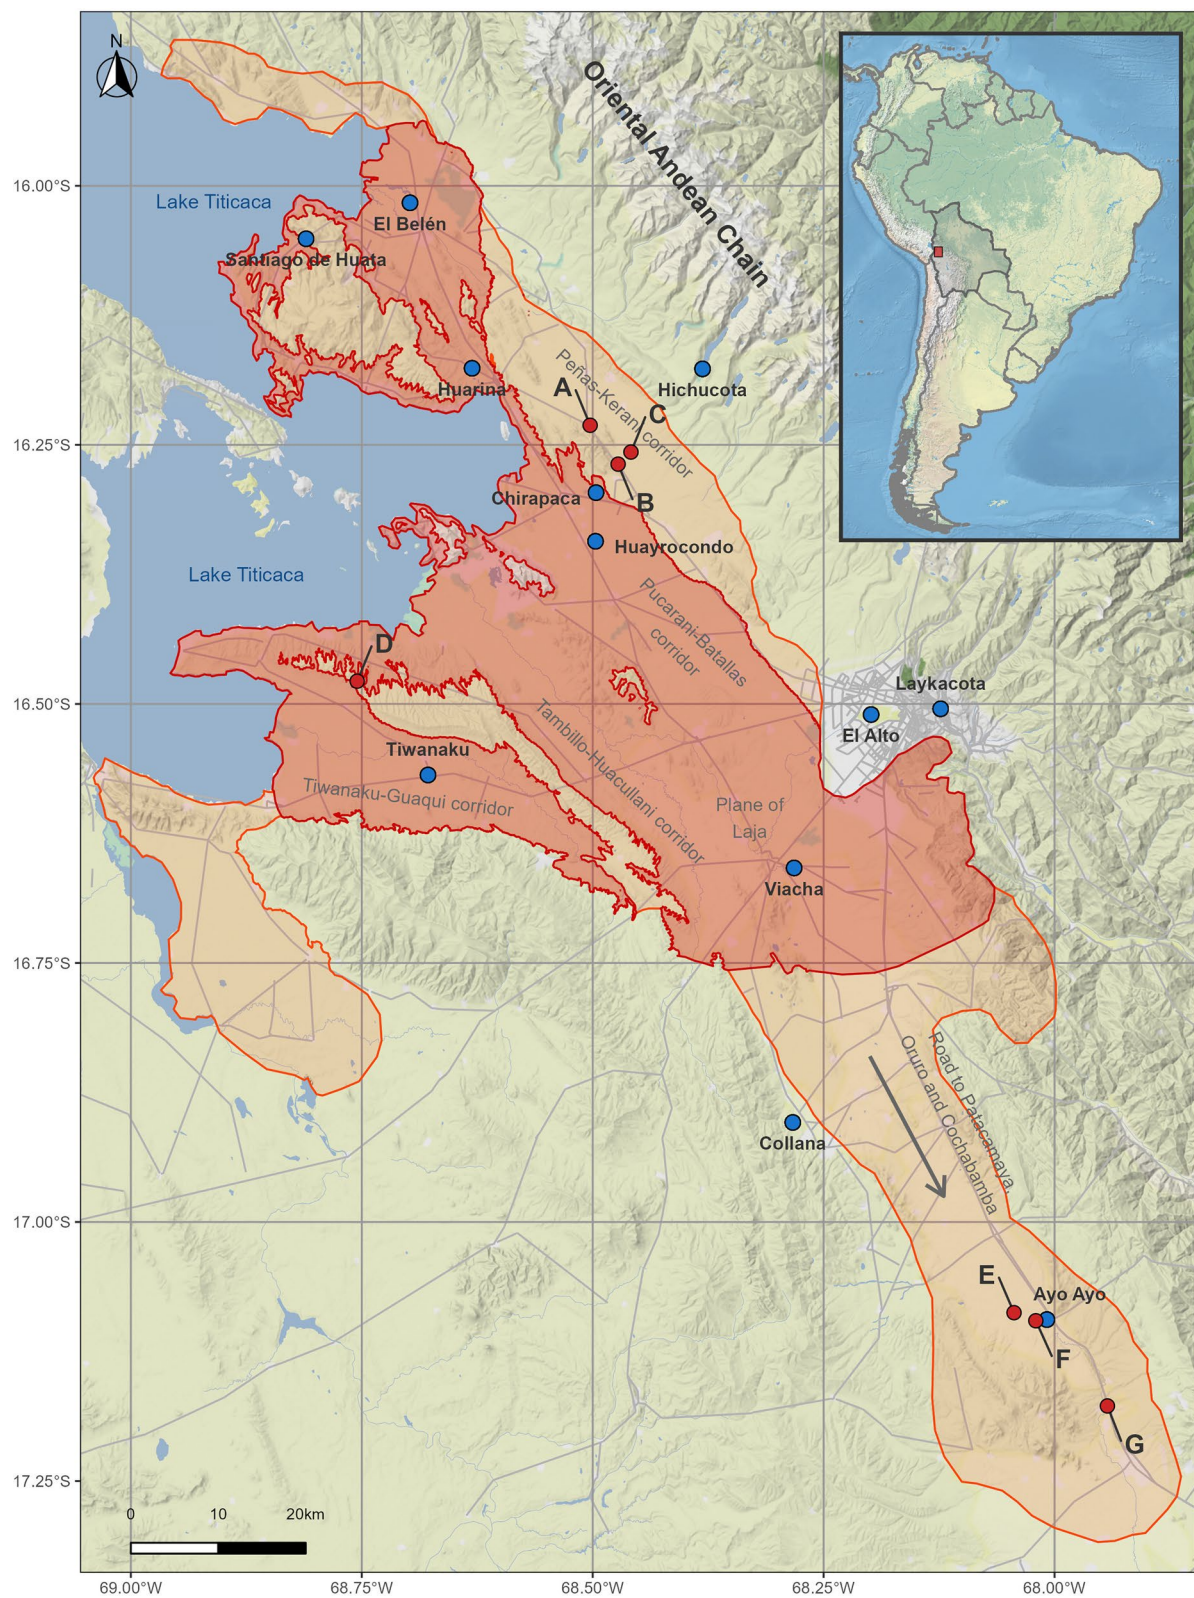 N
Oriental Andean Chain
16.00°S
Lake Titicaca
El Belén
Santiago de Huata
Peñas-Kerani corridor
Huarina
A
C
Hichucota
16.25°S
Chirapaca
B
Huayrocondo
Lake Titicaca
Pucarani-Batallas
corridor
D
Laykacota
16.50°S
El Alto
Tiwanaku
Tambillo-Huacullani corridor
Tiwanaku-Guaqui corridor
Plane of
Laja
Viacha
16.75°S
Road to Patacamaya,
Oruro and Cochabamba
Collana
17.00°S
E
Ayo Ayo
F
G
17.25°S
0 10 20km
69.00°W 68.75°W 68.50°W 68.25°W 68.00°W